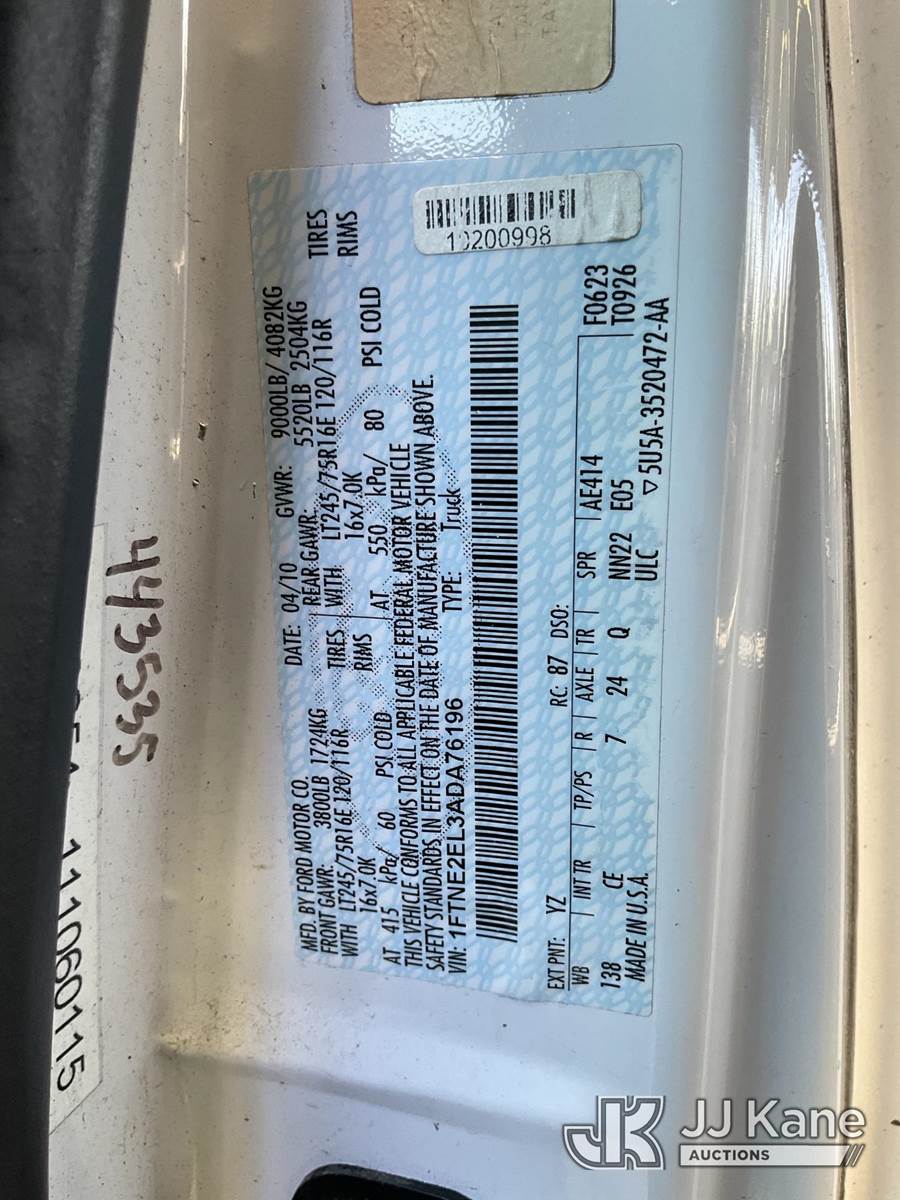 10200998
MFD. BY FORD MOTOR CO. DATE: 04/10 GVWR: 9000LB/ 4082KG
FRONT GAWR: 3800LB 1724KG REAR GAWR: 5520LB 2504KG
WITH LT245/75R16E 120/116R TIRES WITH LT245/75R16E 120/116R TIRES
16x7.0K RIMS 16x7.0K RIMS
AT 415 kPa/ 60 PSI COLD AT 550 kPa/ 80 PSI COLD
THIS VEHICLE CONFORMS TO ALL APPLICABLE FEDERAL MOTOR VEHICLE
SAFETY STANDARDS IN EFFECT ON THE DATE OF MANUFACTURE SHOWN ABOVE.
VIN: 1FTNE2EL3ADA76196 TYPE: Truck
EXT PNT: YZ RC: 87 DSO:
WB INT TR TP/PS R AXLE TR SPR AE414 F0623
138 CE 7 24 Q NN22 E05 T0926
MADE IN U.S.A. ULC ▽5U5A-3520472-AA
443535
11060115
JK JJ Kane
AUCTIONS